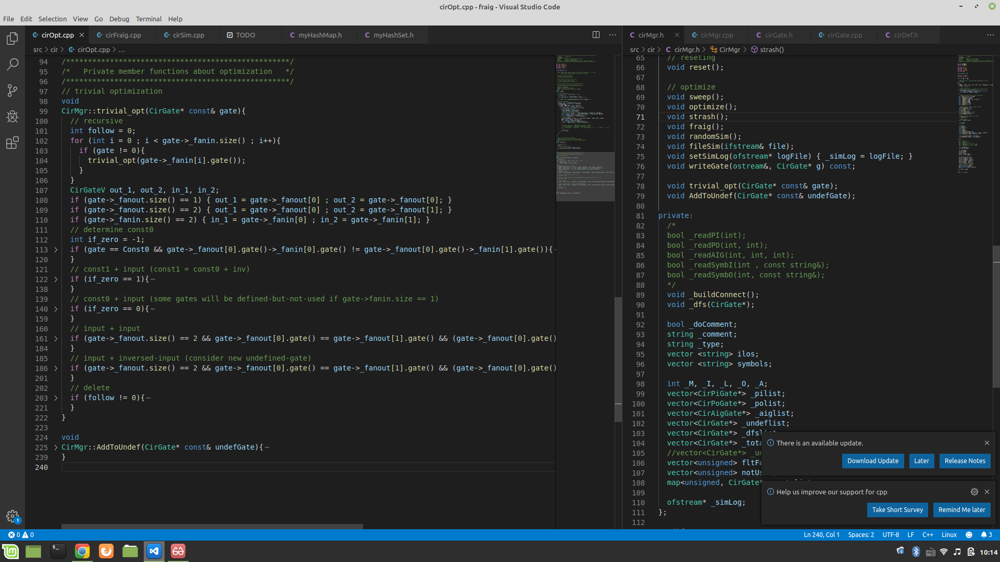 cirOpt.cpp - fraig - Visual Studio Code
File Edit Selection View Go Debug Terminal Help
cirOpt.cpp cirFraig.cpp cirSim.cpp TODO myHashMap.h myHashSet.h
src > cir > cirOpt.cpp > ...
94 /***************************************************/
95 /*   Private member functions about optimization   */
96 /***************************************************/
97 // trivial optimization
98 void
99 CirMgr::trivial_opt(CirGate* const& gate){
100 // recursive
101 int follow = 0;
102 for (int i = 0 ; i < gate->_fanin.size() ; i++){
103 if (gate != 0){
104 trivial_opt(gate->_fanin[i].gate());
105 }
106 }
107 CirGateV out_1, out_2, in_1, in_2;
108 if (gate->_fanout.size() == 1) { out_1 = gate->_fanout[0] ; out_2 = gate->_fanout[0]; }
109 if (gate->_fanout.size() == 2) { out_1 = gate->_fanout[0] ; out_2 = gate->_fanout[1]; }
110 if (gate->_fanin.size() == 2) { in_1 = gate->_fanin[0] ; in_2 = gate->_fanin[1]; }
111 // determine const0
112 int if_zero = -1;
113 if (gate == Const0 && gate->_fanout[0].gate()->_fanin[0].gate() != gate->_fanout[0].gate()->_fanin[1].gate()){
120 }
121 // const1 + input (const1 = const0 + inv)
122 if (if_zero == 1){…
138 }
139 // const0 + input (some gates will be defined-but-not-used if gate->fanin.size == 1)
140 if (if_zero == 0){…
159 }
160 // input + input
161 if (gate->_fanout.size() == 2 && gate->_fanout[0].gate() == gate->_fanout[1].gate() && (gate->_fanout[0].gate()
184 }
185 // input + inversed-input (consider new undefined-gate)
186 if (gate->_fanout.size() == 2 && gate->_fanout[0].gate() == gate->_fanout[1].gate() && (gate->_fanout[0].gate()
201 }
202 // delete
203 if (follow != 0){…
221 }
222 }
223
224 void
225 CirMgr::AddToUndef(CirGate* const& undefGate){…
239 }
240
cirMgr.h cirMgr.cpp cirGate.h cirGate.cpp cirDef.h
src > cir > cirMgr.h > CirMgr > strash()
65 // reseting
66 void reset();
67
68 // optimize
69 void sweep();
70 void optimize();
71 void strash();
72 void fraig();
73 void randomSim();
74 void fileSim(ifstream& file);
75 void setSimLog(ofstream* logFile) { _simLog = logFile; }
76 void writeGate(ostream&, CirGate* g) const;
77
78 void trivial_opt(CirGate* const& gate);
79 void AddToUndef(CirGate* const& undefGate);
80
81 private:
82 /*
83 bool _readPI(int);
84 bool _readPO(int, int);
85 bool _readAIG(int, int, int);
86 bool _readSymbI(int , const string&);
87 bool _readSymbO(int, const string&);
88 */
89 void _buildConnect();
90 void _dfs(CirGate*);
91
92 bool _doComment;
93 string _comment;
94 string _type;
95 vector <string> ilos;
96 vector <string> symbols;
97
98 int _M, _I, _L, _O, _A;
99 vector<CirPiGate*> _pilist;
100 vector<CirPoGate*> _polist;
101 vector<CirAigGate*> _aiglist;
102 vector<CirGate*> _undeflist;
103 vector<CirGate*>
104 vector<CirGate*>
105 //vector<CirGate*>
106 vector<unsigned>
107 vector<unsigned>
108 map<unsigned,
109
110 ofstream* _simLog;
111 };
112
There is an available update.
Download Update Later Release Notes
Help us improve our support for cpp
Take Short Survey Remind Me later
1
0 0 Ln 240, Col 1 Spaces: 2 UTF-8 LF C++ Linux 3
10:14